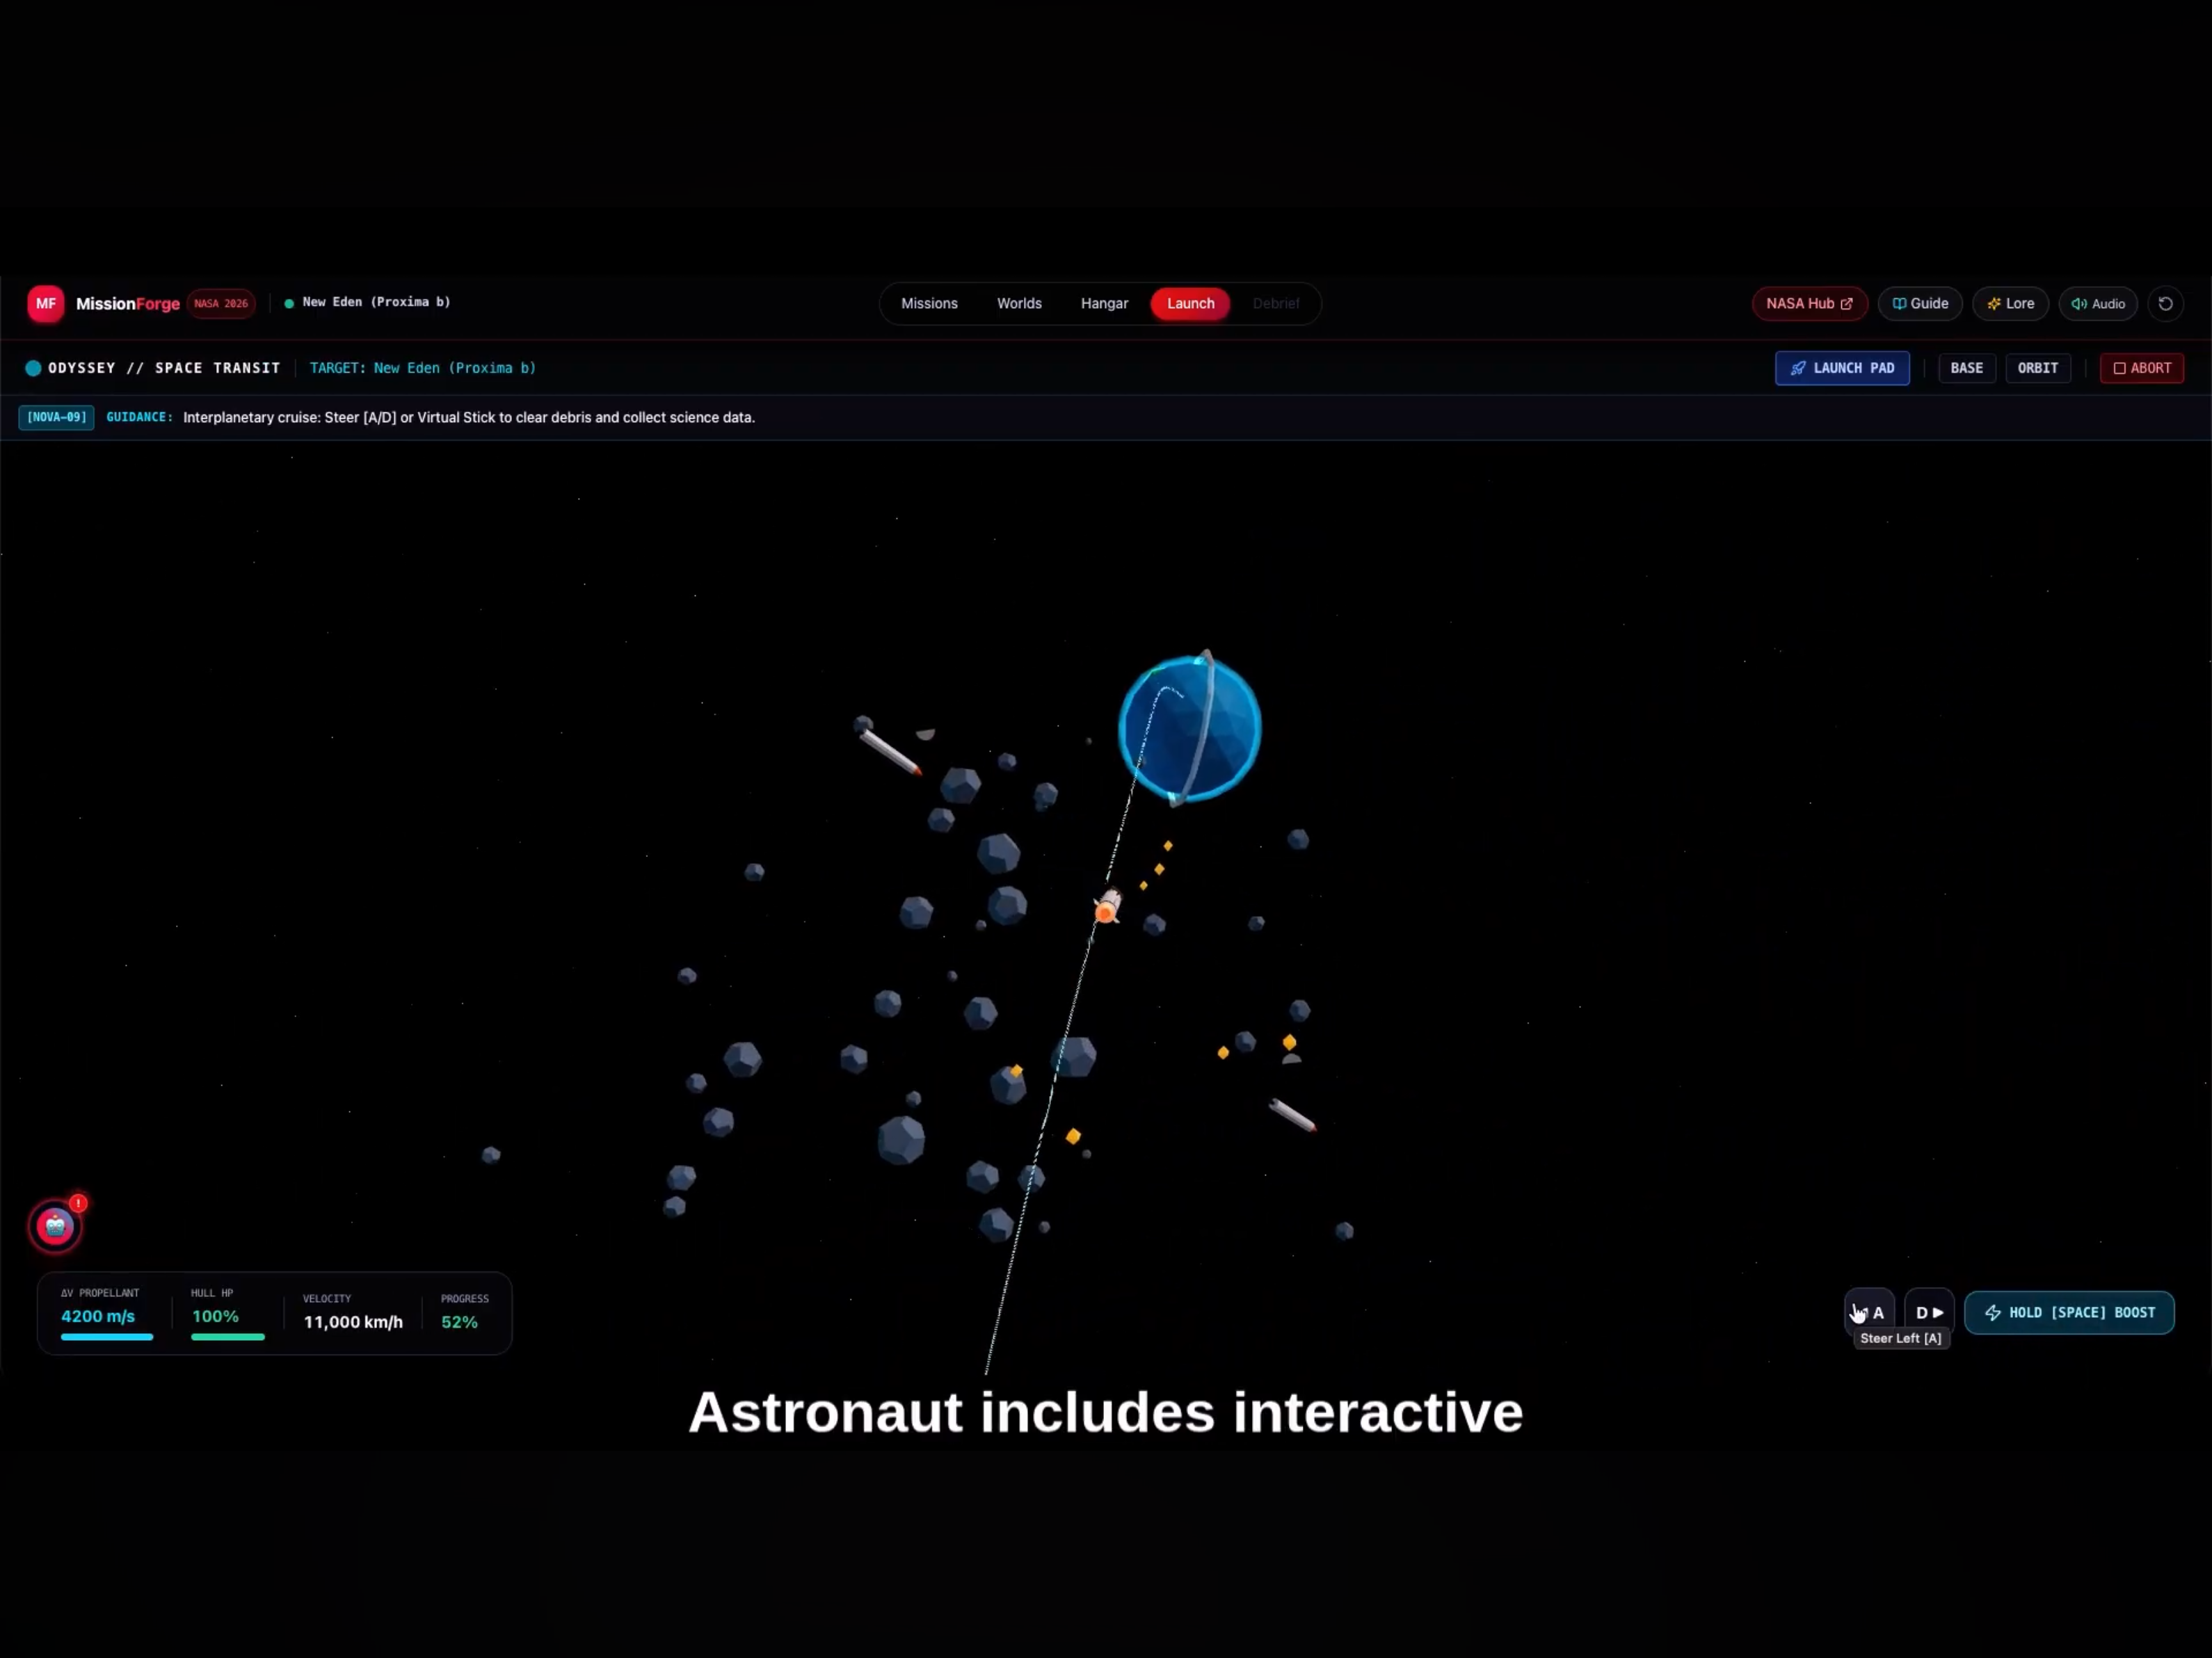 MF MissionForge NASA 2026 New Eden (Proxima b) Missions Worlds Hangar Launch Debrief NASA Hub Guide Lore Audio
ODYSSEY // SPACE TRANSIT TARGET: New Eden (Proxima b) LAUNCH PAD BASE ORBIT ABORT
[NOVA-09] GUIDANCE: Interplanetary cruise: Steer [A/D] or Virtual Stick to clear debris and collect science data.
!
ΔV PROPELLANT HULL HP VELOCITY PROGRESS
4200 m/s 100% 11,000 km/h 52%
A D HOLD [SPACE] BOOST
Steer Left [A]
Astronaut includes interactive